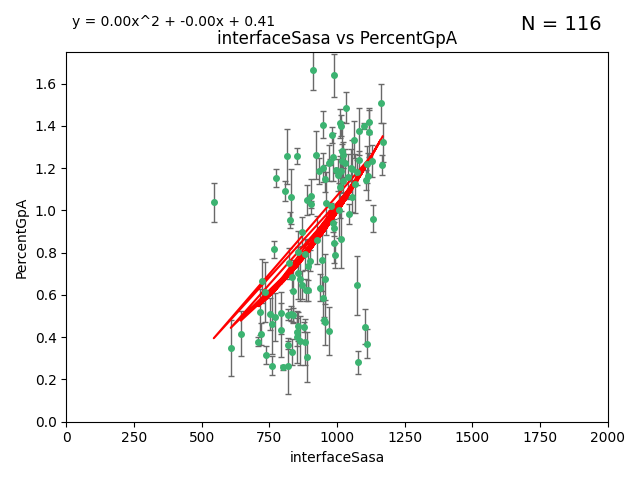 y = 0.00x^2 + -0.00x + 0.41
N = 116
interfaceSasa vs PercentGpA
PercentGpA
1.6
1.4
1.2
1.0
0.8
0.6
0.4
0.2
0.0
0 250 500 750 1000 1250 1500 1750 2000
interfaceSasa